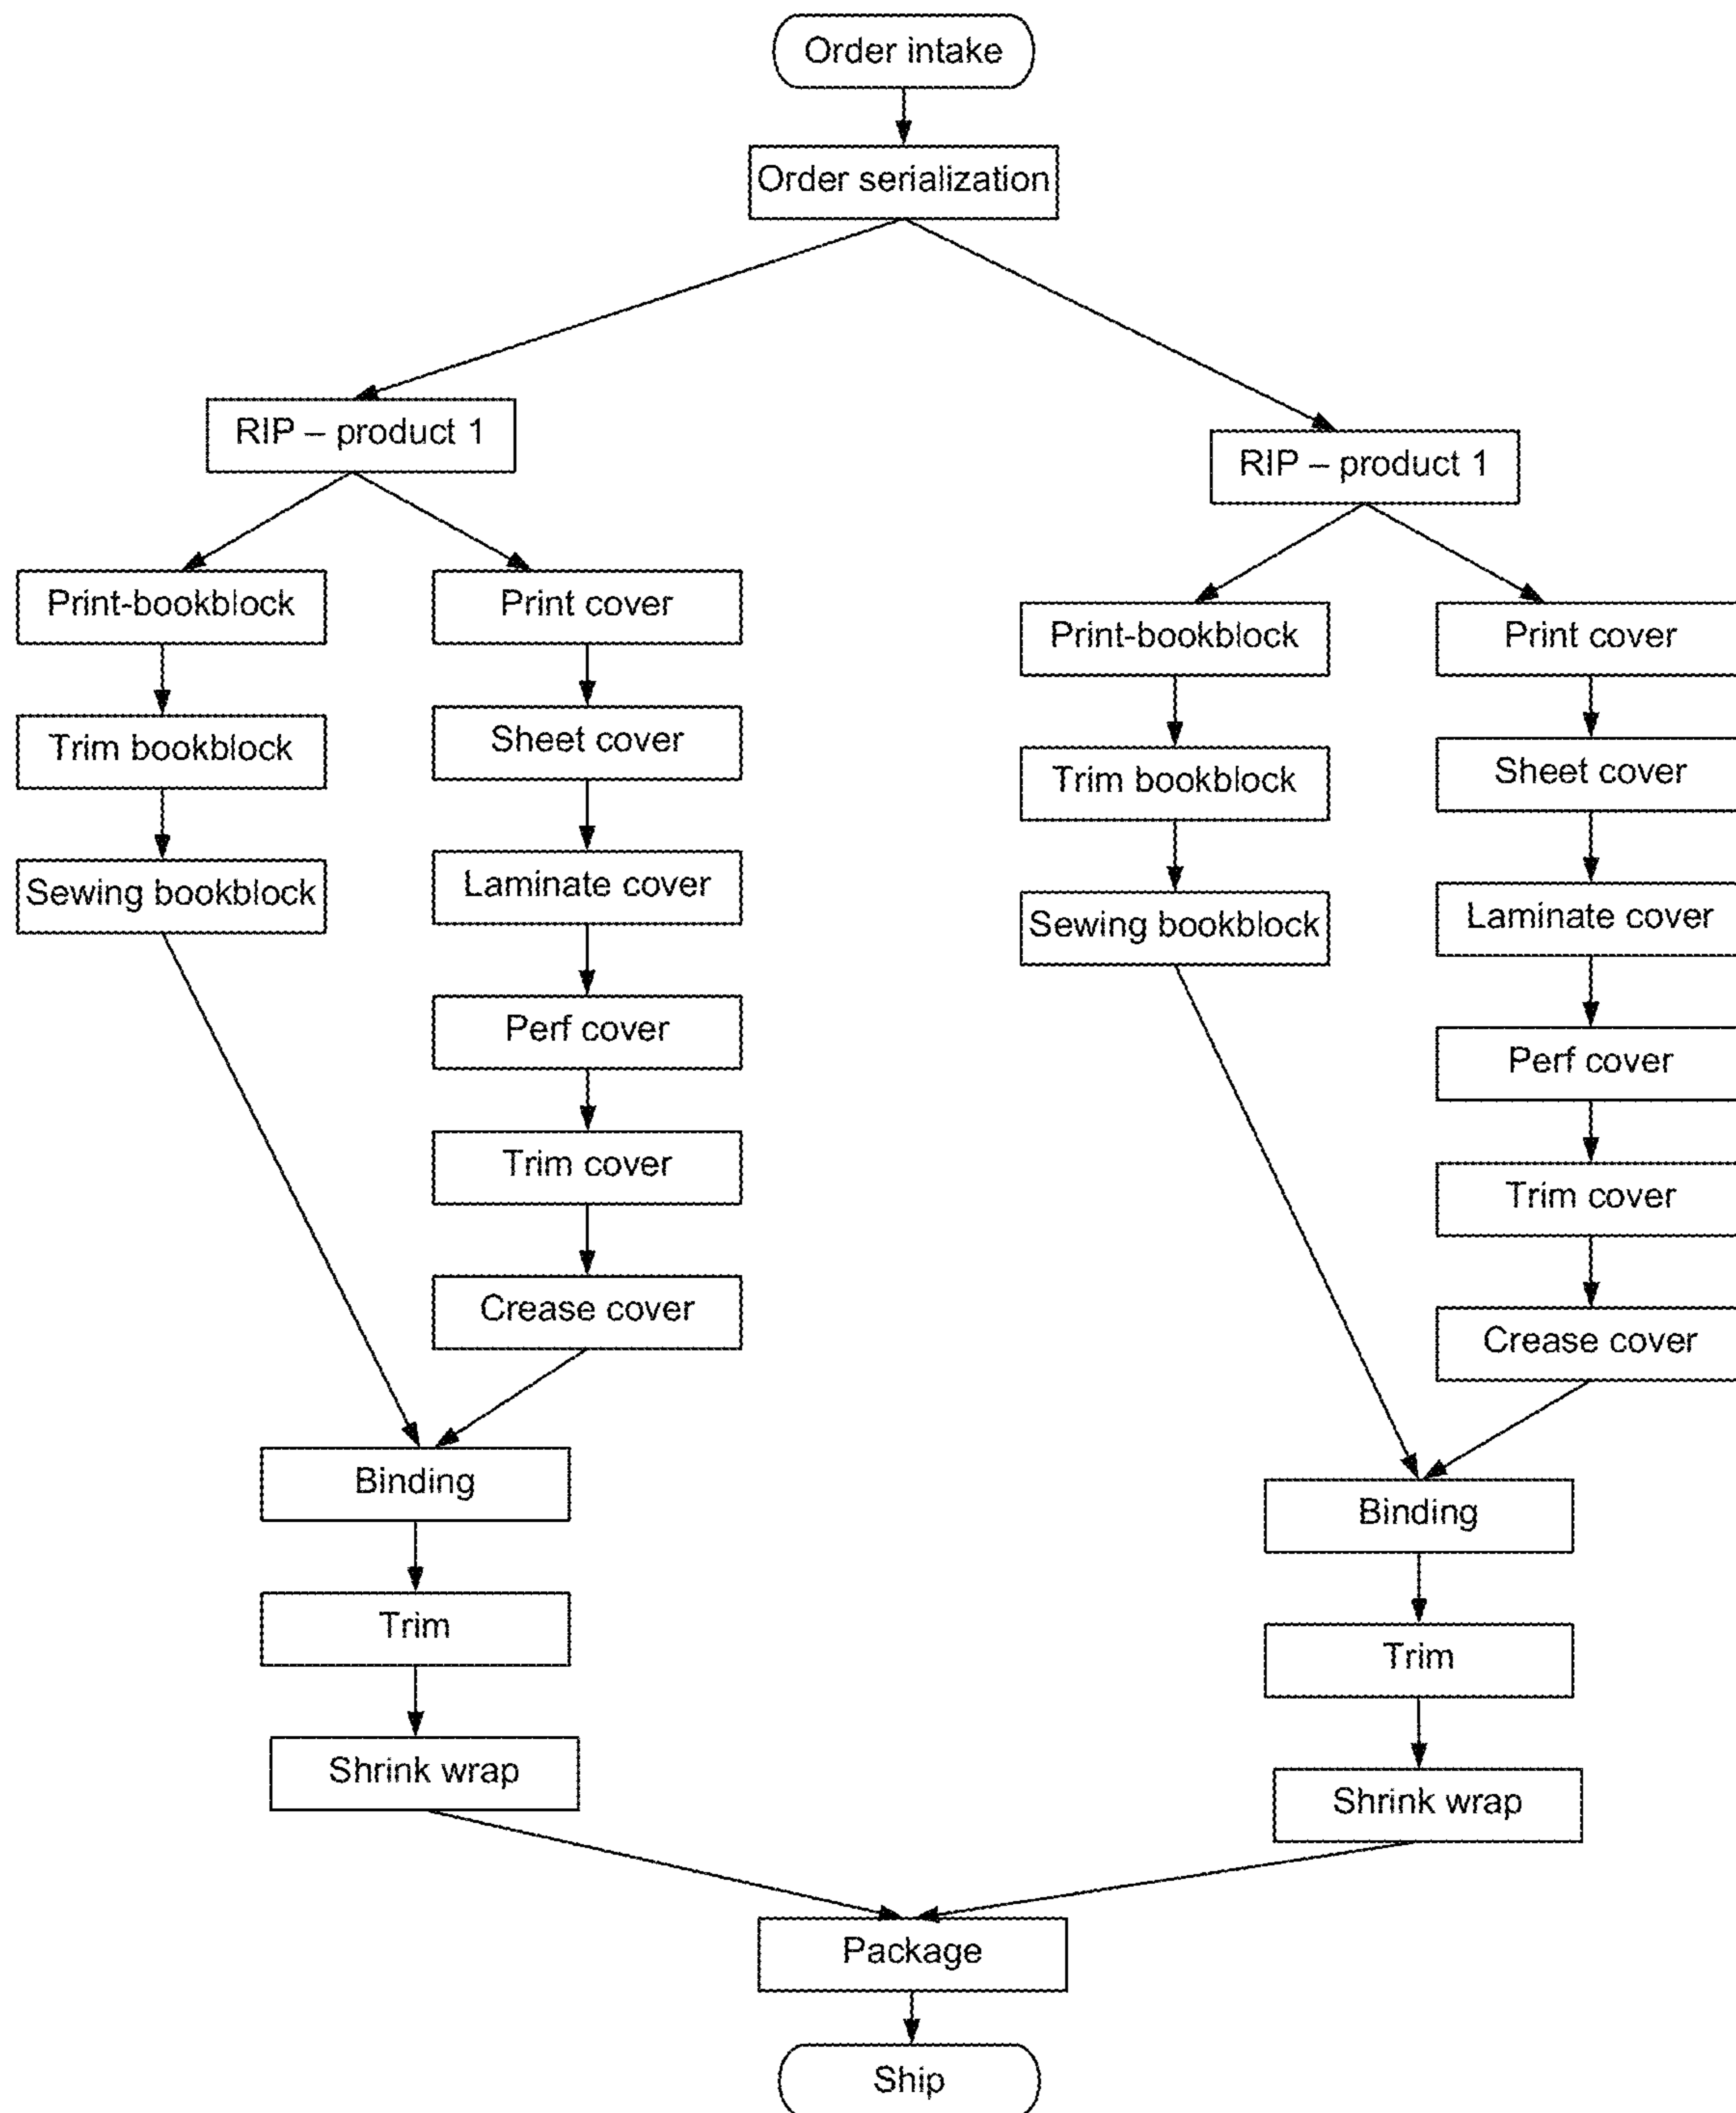 Order intake
Order serialization
RIP – product 1
Print-bookblock
Trim bookblock
Sewing bookblock
Print cover
Sheet cover
Laminate cover
Perf cover
Trim cover
Crease cover
Binding
Trim
Shrink wrap
RIP – product 1
Print-bookblock
Trim bookblock
Sewing bookblock
Print cover
Sheet cover
Laminate cover
Perf cover
Trim cover
Crease cover
Binding
Trim
Shrink wrap
Package
Ship